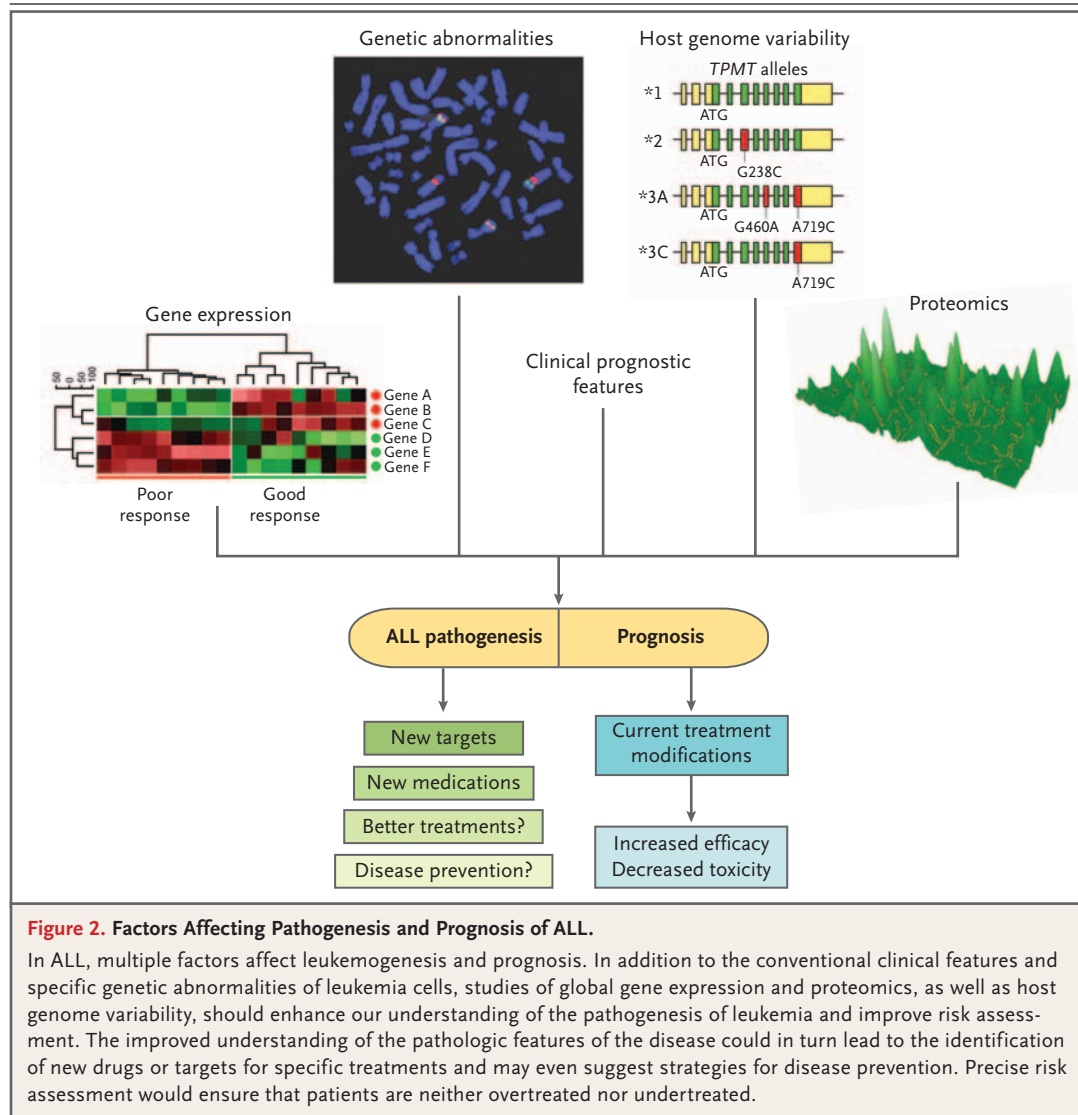 Genetic abnormalities
Host genome variability
TPMT alleles
*1
ATG
*2
ATG
G238C
*3A
ATG
G460A
A719C
*3C
ATG
A719C
Gene expression
50
0
50
100
Gene A
Gene B
Gene C
Gene D
Gene E
Gene F
Poor
response
Good
response
Clinical prognostic
features
Proteomics
ALL pathogenesis
Prognosis
New targets
New medications
Better treatments?
Disease prevention?
Current treatment
modifications
Increased efficacy
Decreased toxicity
Figure 2. Factors Affecting Pathogenesis and Prognosis of ALL.
In ALL, multiple factors affect leukemogenesis and prognosis. In addition to the conventional clinical features and
specific genetic abnormalities of leukemia cells, studies of global gene expression and proteomics, as well as host
genome variability, should enhance our understanding of the pathogenesis of leukemia and improve risk assess-
ment. The improved understanding of the pathologic features of the disease could in turn lead to the identification
of new drugs or targets for specific treatments and may even suggest strategies for disease prevention. Precise risk
assessment would ensure that patients are neither overtreated nor undertreated.